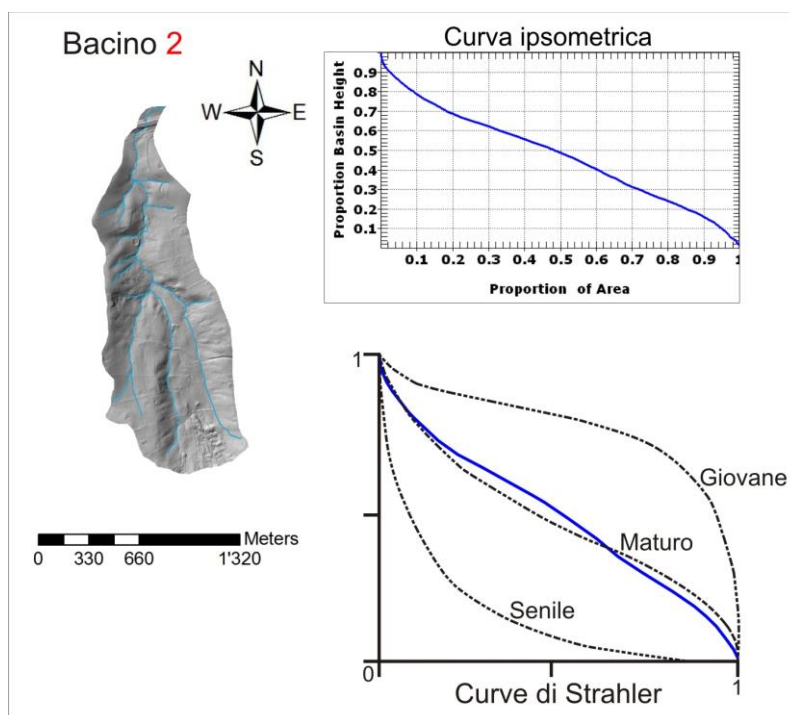 Bacino 2
N
W E
S
Meters
0 330 660 1'320
Curva ipsometrica
Proportion Basin Height
0.9
0.8
0.7
0.6
0.5
0.4
0.3
0.2
0.1
0.1 0.2 0.3 0.4 0.5 0.6 0.7 0.8 0.9 1
Proportion of Area
1
Giovane
Maturo
Senile
0 1
Curve di Strahler